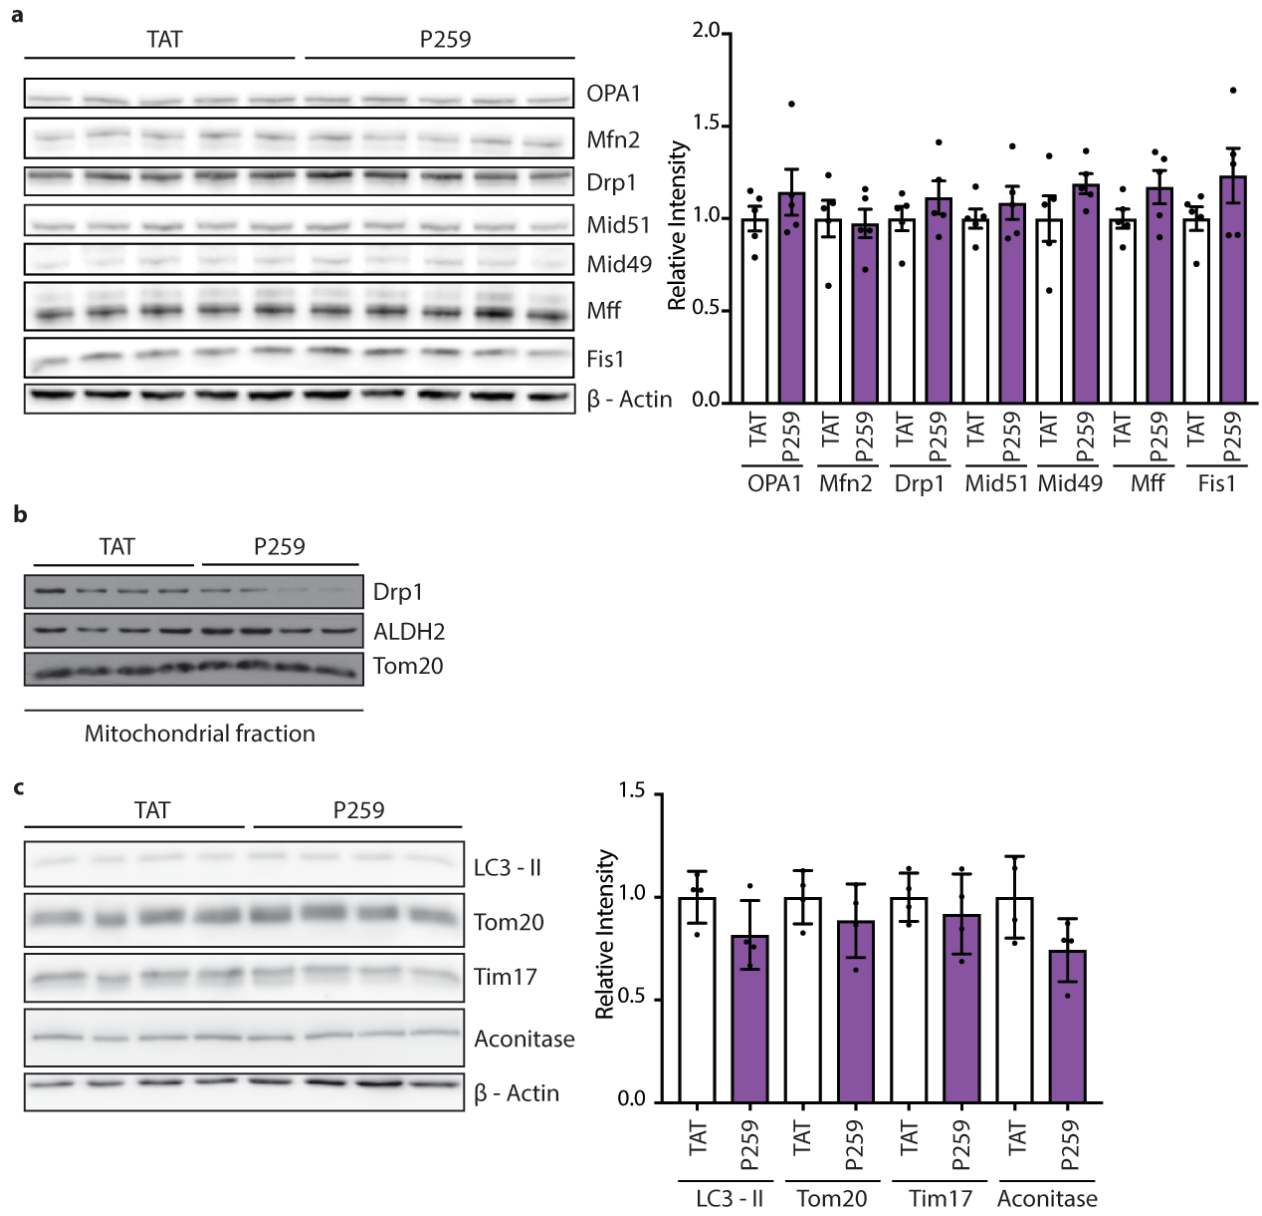 a
TAT P259
OPA1
Mfn2
Drp1
Mid51
Mid49
Mff
Fis1
β - Actin
2.0
1.5
1.0
0.5
0.0
Relative Intensity
TAT P259 TAT P259 TAT P259 TAT P259 TAT P259 TAT P259 TAT P259
OPA1 Mfn2 Drp1 Mid51 Mid49 Mff Fis1
b
TAT P259
Drp1
ALDH2
Tom20
Mitochondrial fraction
c
TAT P259
LC3 - II
Tom20
Tim17
Aconitase
β - Actin
1.5
1.0
0.5
0.0
Relative Intensity
TAT P259 TAT P259 TAT P259 TAT P259
LC3 - II Tom20 Tim17 Aconitase